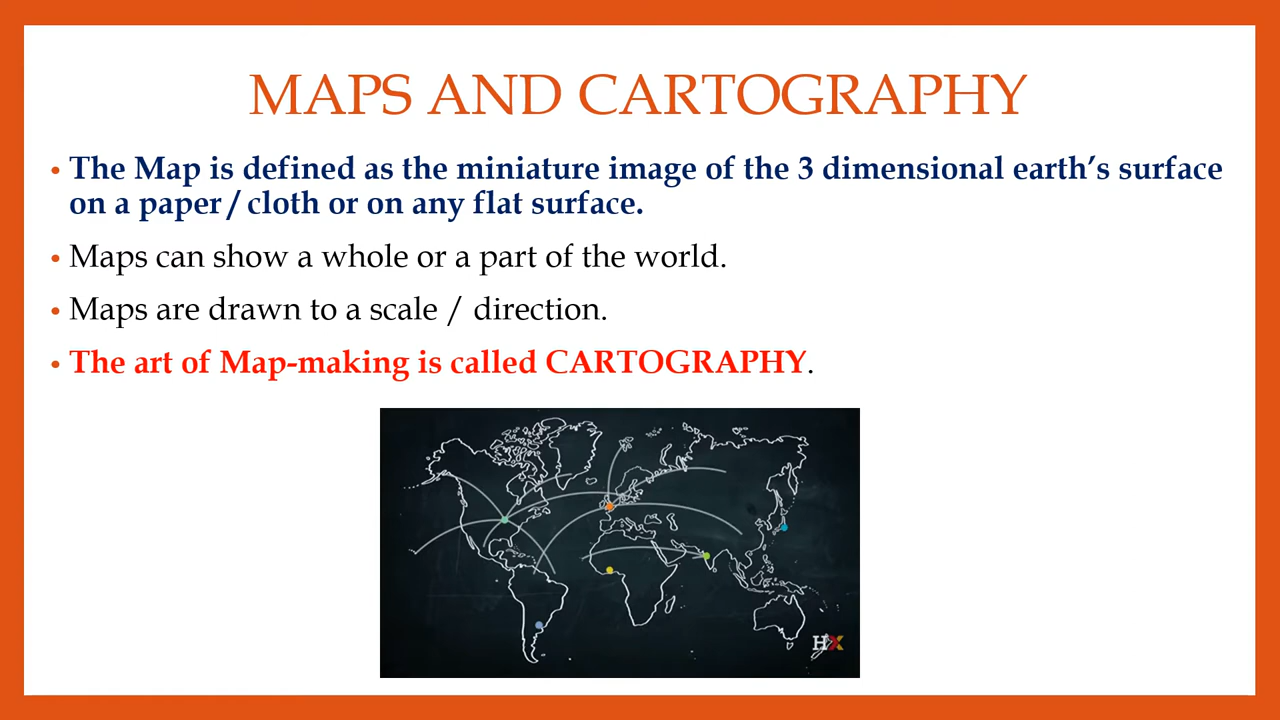 MAPS AND CARTOGRAPHY
• The Map is defined as the miniature image of the 3 dimensional earth’s surface
on a paper / cloth or on any flat surface.
• Maps can show a whole or a part of the world.
• Maps are drawn to a scale / direction.
• The art of Map-making is called CARTOGRAPHY.
HX